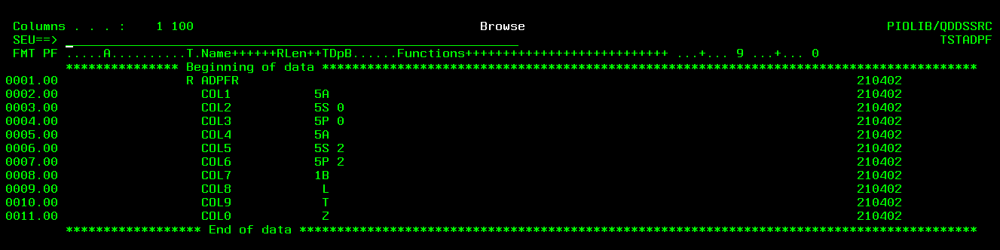 Columns . . . :    1 100                                      Browse                                                PIOLIB/QDDSSRC
SEU==>                                                                                                                     TSTADPF
FMT PF .....A..........T.Name++++++RLen++TDpB......Functions+++++++++++++++++++++++++++ ...+... 9 ...+... 0
*************** Beginning of data ***************************************************************************************
0001.00                 R ADPFR                                                                                   210402
0002.00                   COL1           5A                                                                       210402
0003.00                   COL2           5S 0                                                                     210402
0004.00                   COL3           5P 0                                                                     210402
0005.00                   COL4           5A                                                                       210402
0006.00                   COL5           5S 2                                                                     210402
0007.00                   COL6           5P 2                                                                     210402
0008.00                   COL7           1B                                                                       210402
0009.00                   COL8            L                                                                       210402
0010.00                   COL9            T                                                                       210402
0011.00                   COL0            Z                                                                       210402
****************** End of data ******************************************************************************************